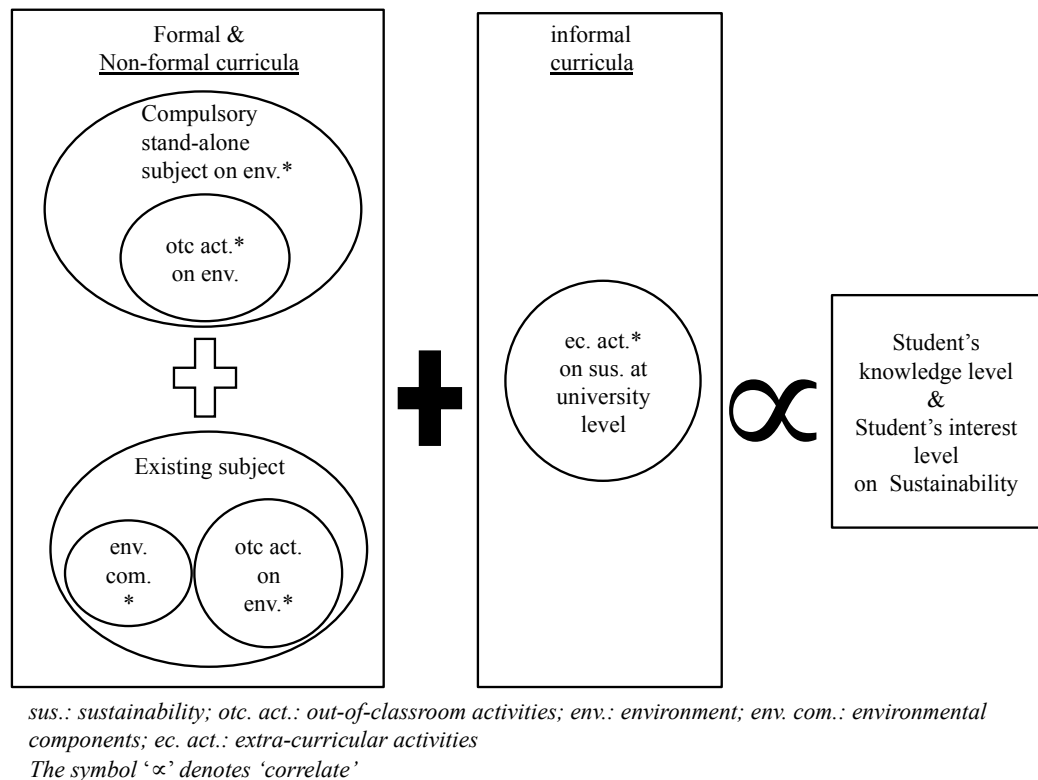 Formal &
Non-formal curricula
Compulsory
stand-alone
subject on env.*
otc act.*
on env.
Existing subject
env.
com.
*
otc act.
on
env.*
informal
curricula
ec. act.*
on sus. at
university
level
∝
Student’s
knowledge level
&
Student’s interest
level
on Sustainability
sus.: sustainability; otc. act.: out-of-classroom activities; env.: environment; env. com.: environmental
components; ec. act.: extra-curricular activities
The symbol ‘∝’ denotes ‘correlate’